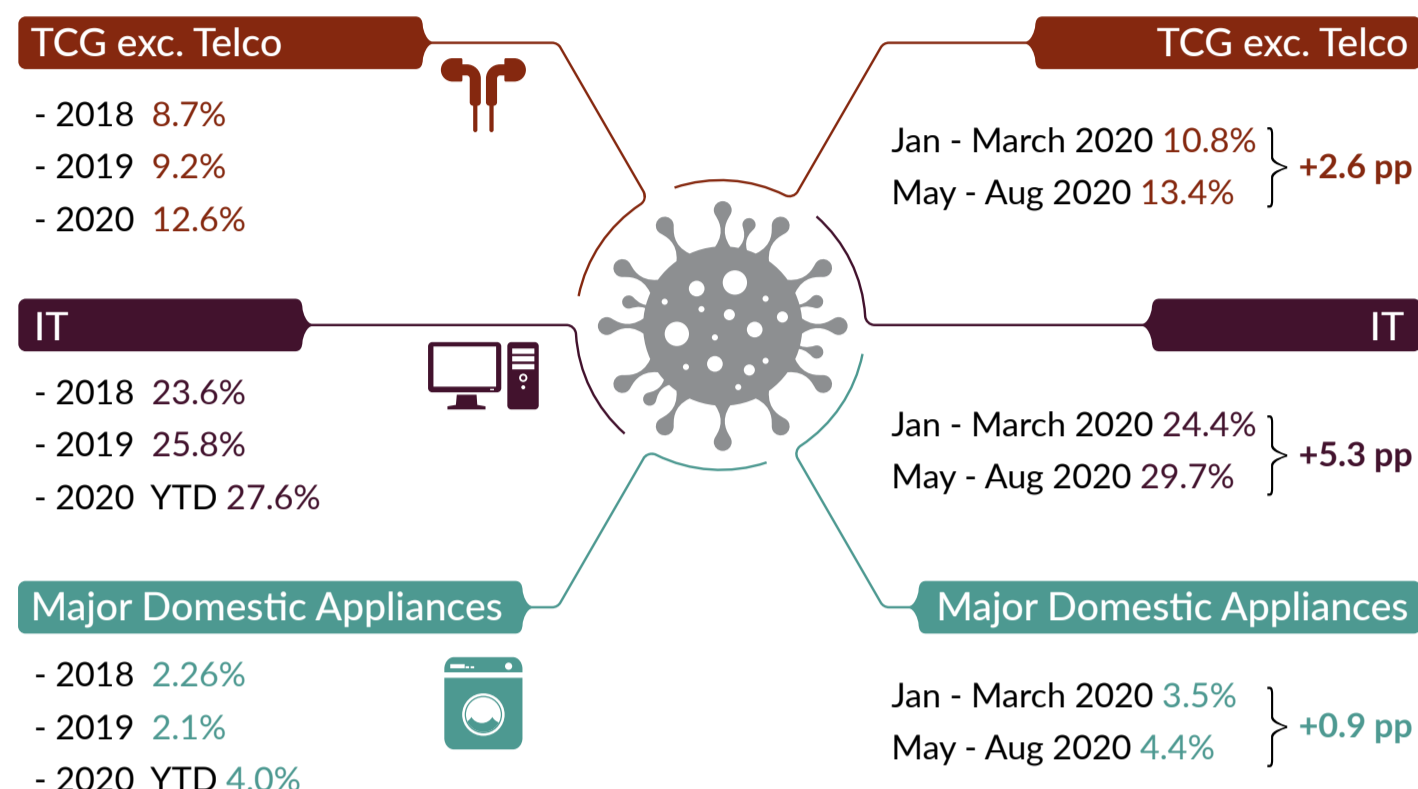 TCG exc. Telco
- 2018 8.7%
- 2019 9.2%
- 2020 12.6%
TCG exc. Telco
Jan - March 2020 10.8%
May - Aug 2020 13.4%
+2.6 pp
IT
- 2018 23.6%
- 2019 25.8%
- 2020 YTD 27.6%
IT
Jan - March 2020 24.4%
May - Aug 2020 29.7%
+5.3 pp
Major Domestic Appliances
- 2018 2.26%
- 2019 2.1%
- 2020 YTD 4.0%
Major Domestic Appliances
Jan - March 2020 3.5%
May - Aug 2020 4.4%
+0.9 pp